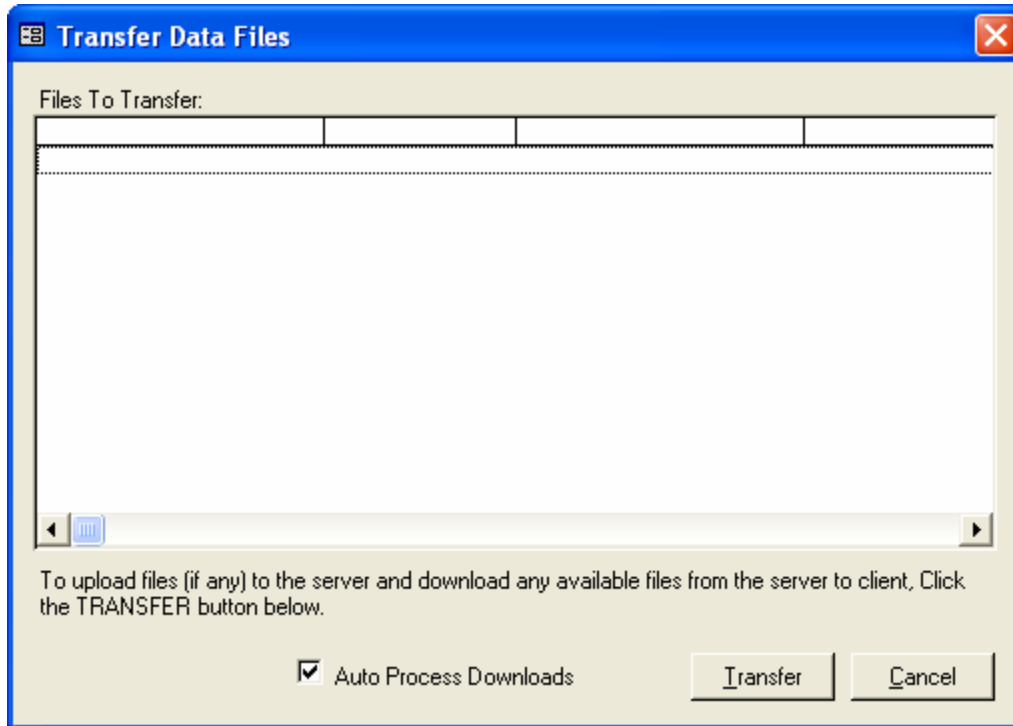 Transfer Data Files
Files To Transfer:
To upload files (if any) to the server and download any available files from the server to client, Click
the TRANSFER button below.
Auto Process Downloads
Transfer
Cancel